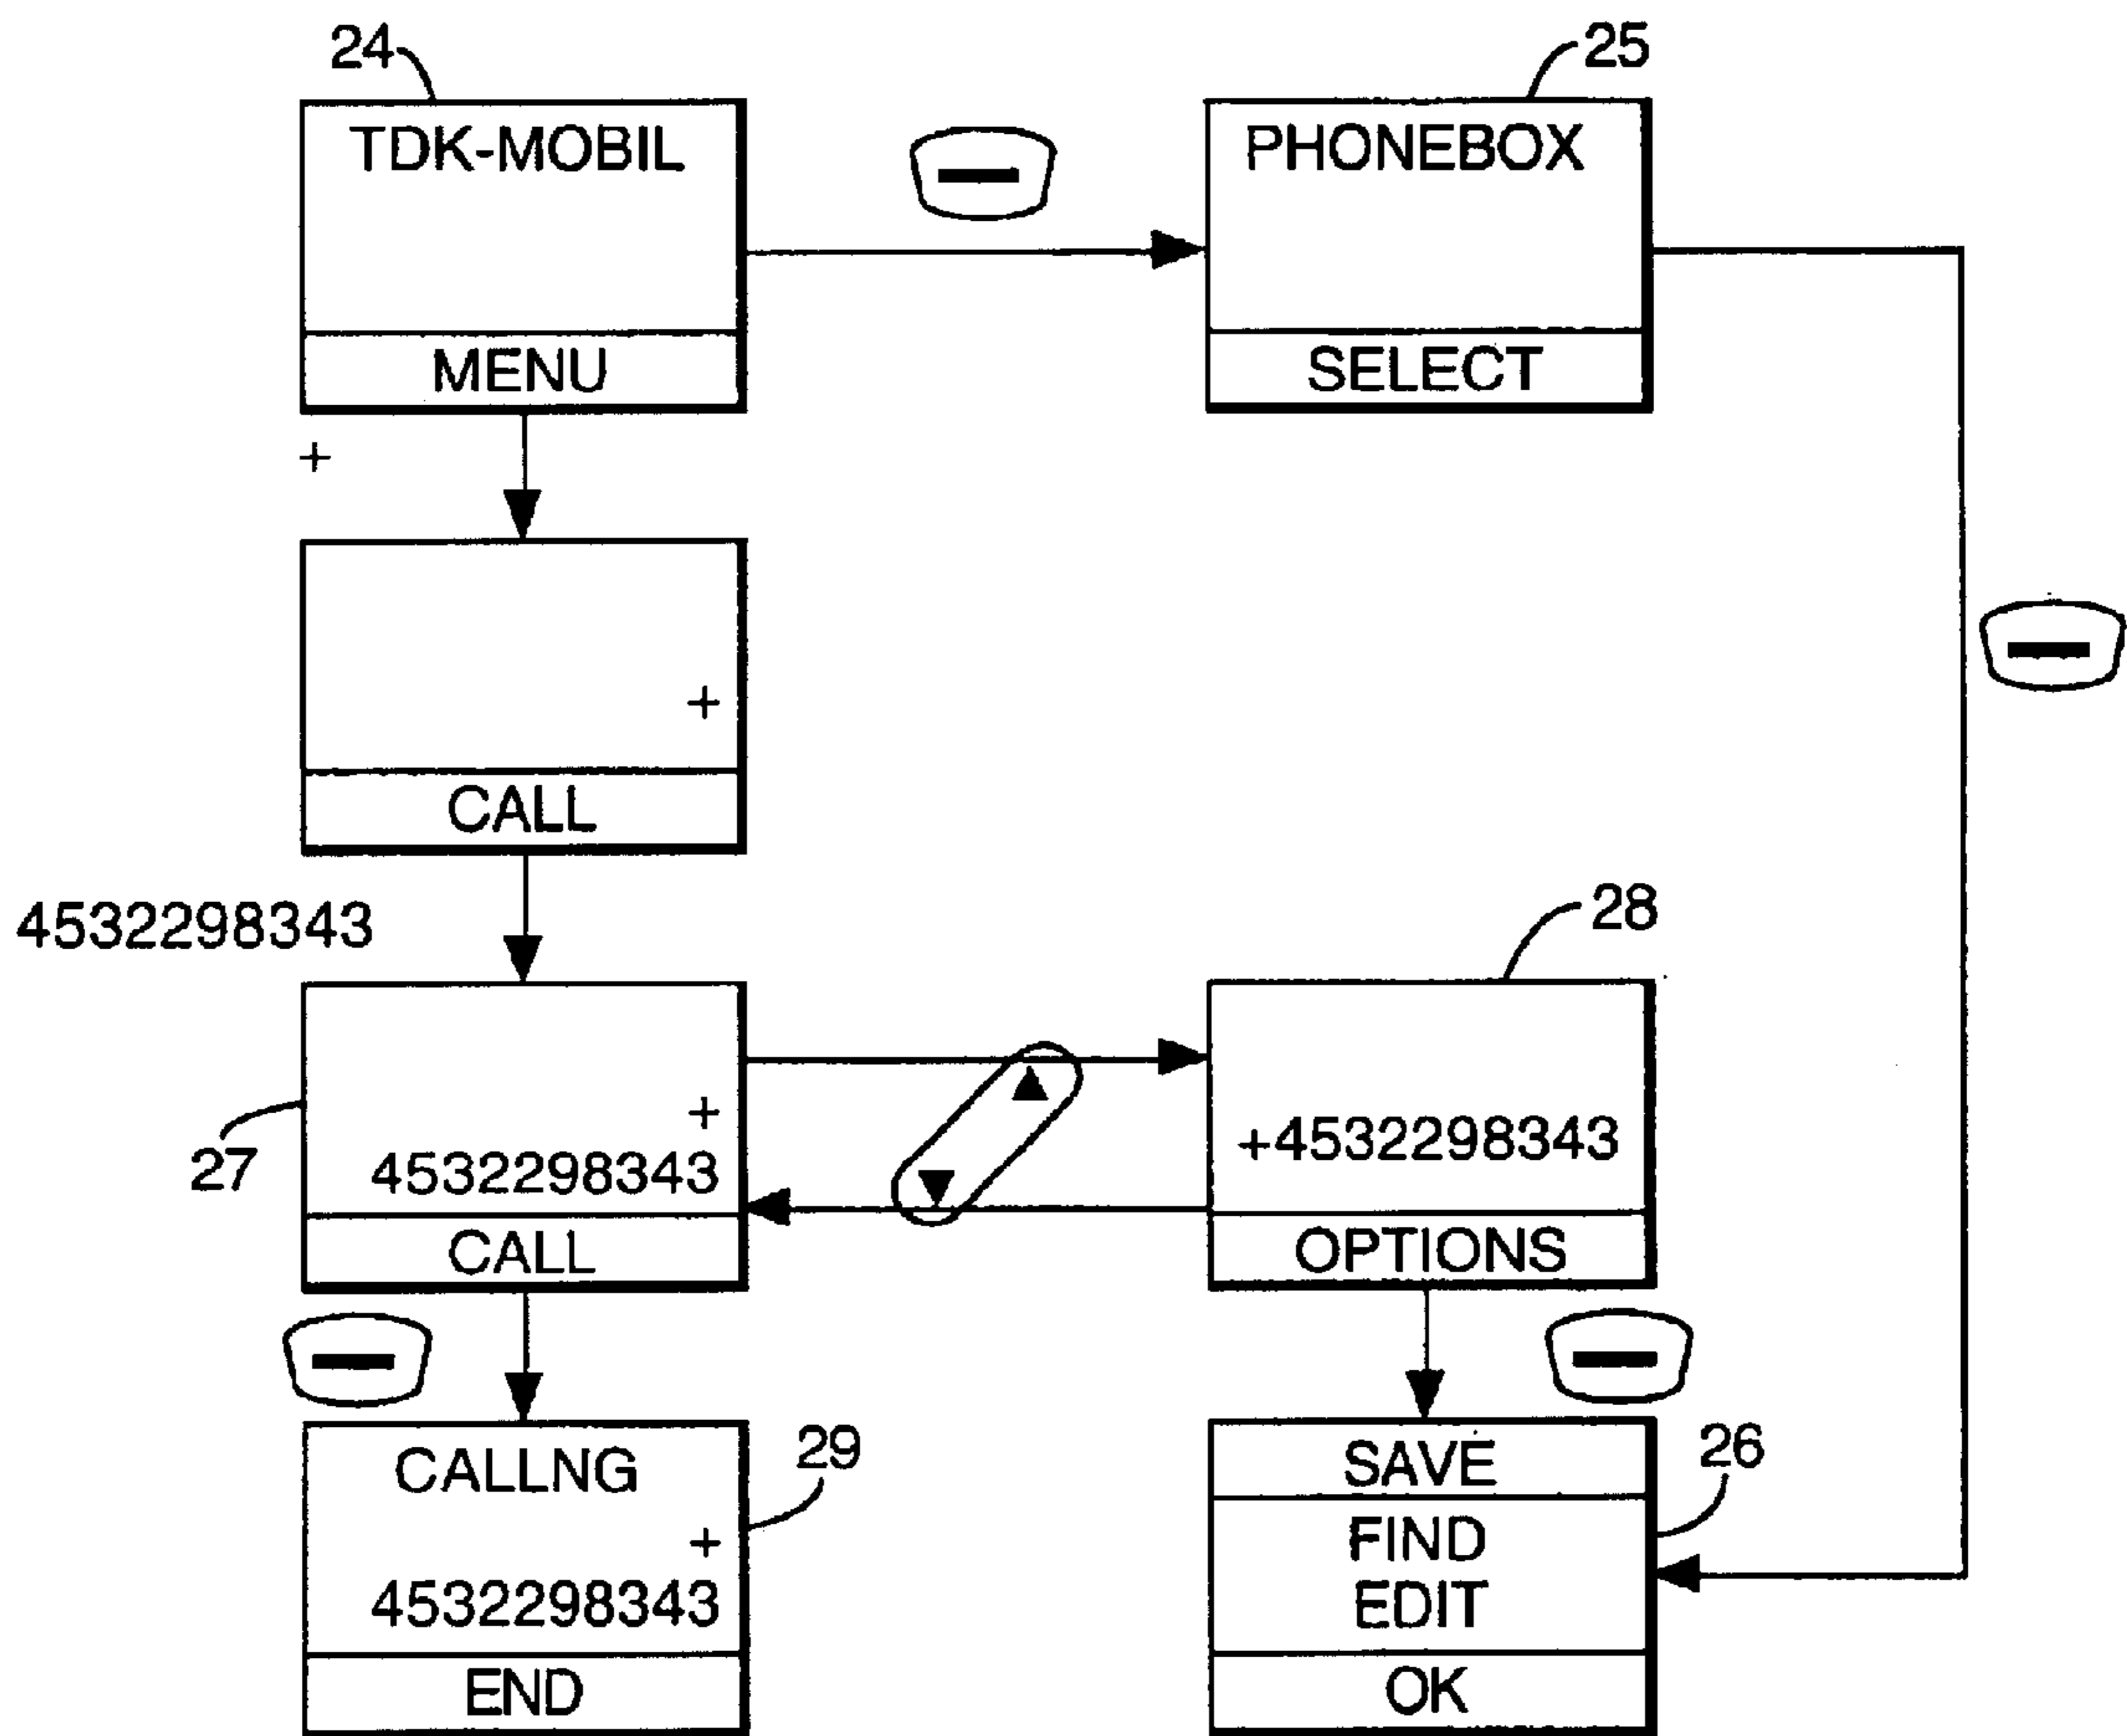 24
25
TDK-MOBIL
PHONEBOX
MENU
SELECT
+
+
CALL
4532298343
28
+
27
4532298343
+4532298343
CALL
OPTIONS
29
26
CALLNG
SAVE
+
FIND
4532298343
EDIT
END
OK